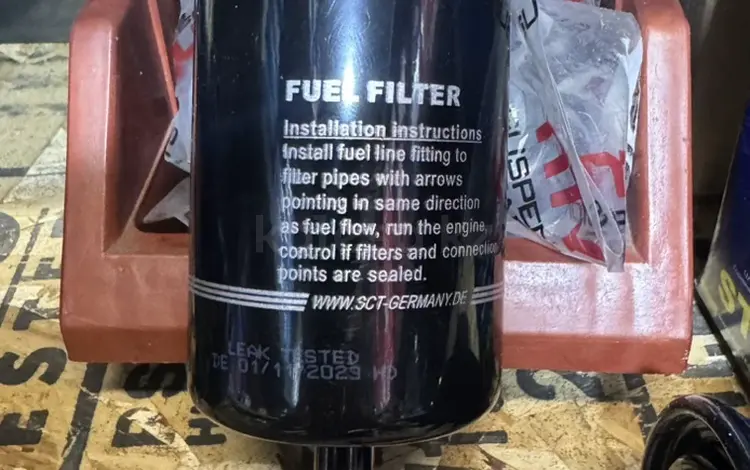 FUEL FILTER
Installation instructions
Install fuel line fitting to
filter pipes with arrows
pointing in same direction
as fuel flow, run the engine,
control if filters and connection
points are sealed.
WWW.SCT-GERMANY.DE
LEAK TESTED
DE 01/11/2023 HD